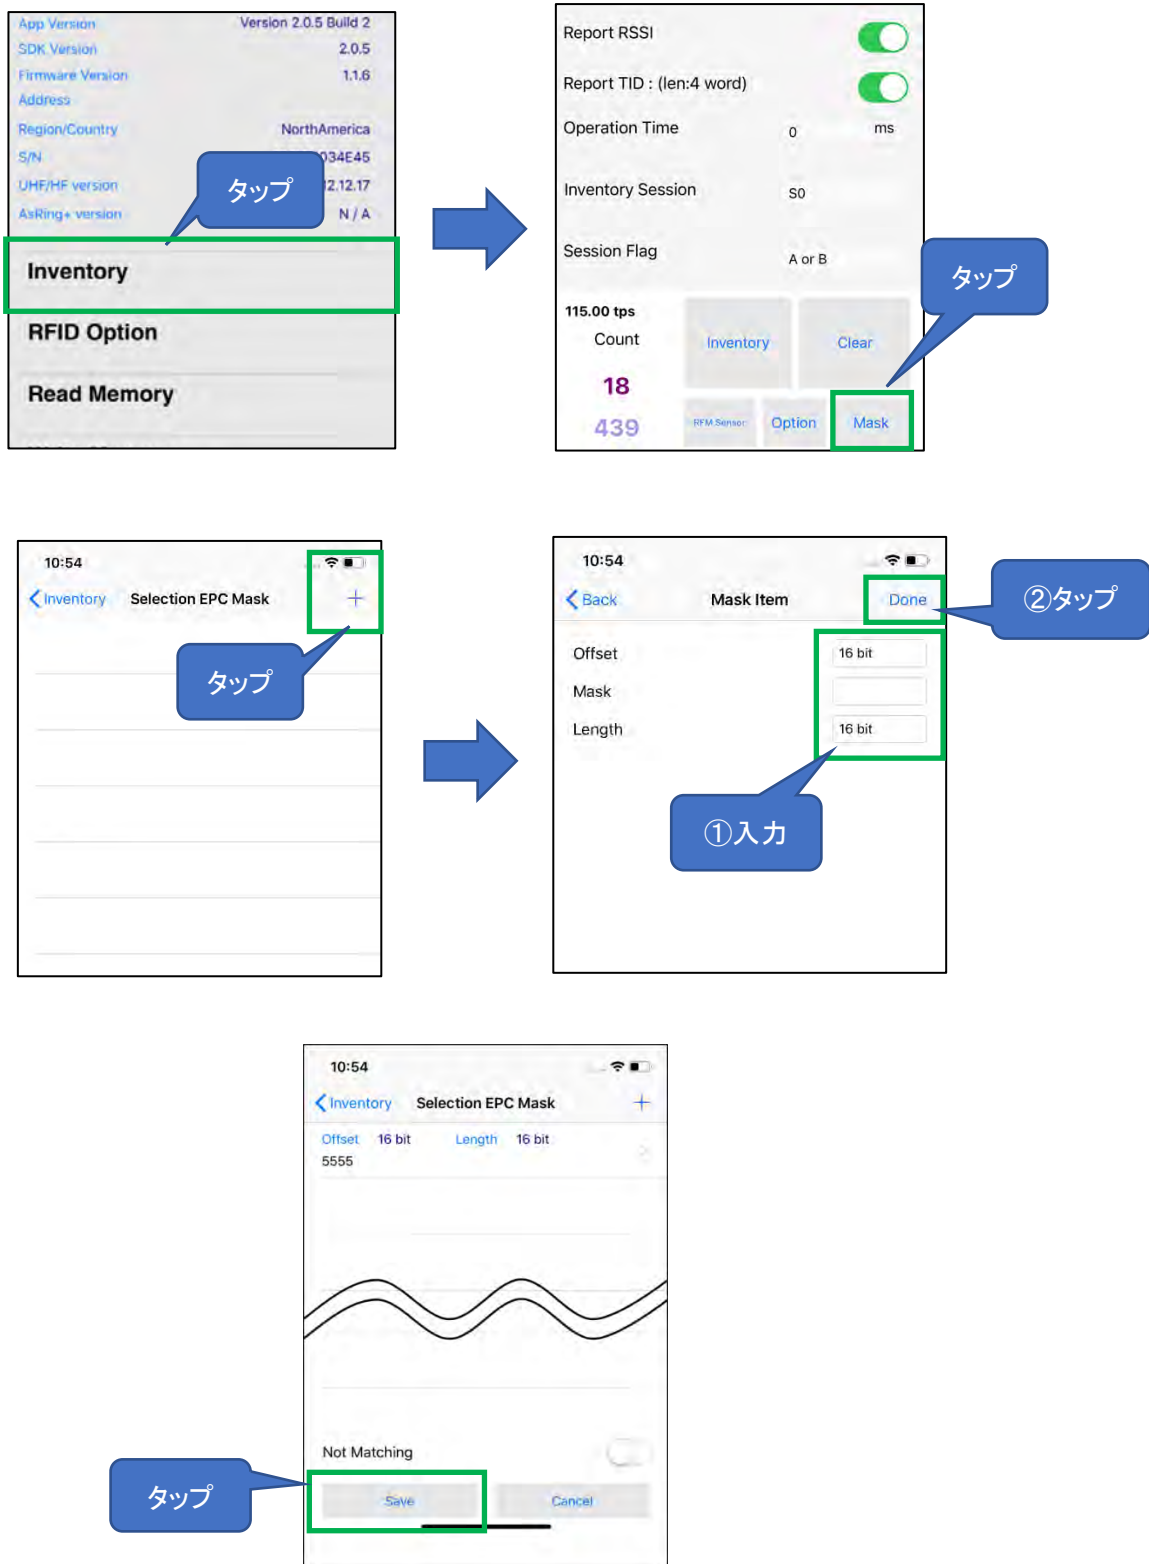 App Version Version 2.0.5 Build 2
SDK Version 2.0.5
Firmware Version 1.1.6
Address
Region/Country NorthAmerica
S/N 034E45
UHF/HF version 12.12.17
AsRing+ version N / A
タップ
Inventory
RFID Option
Read Memory
Report RSSI
Report TID : (len:4 word)
Operation Time 0 ms
Inventory Session S0
Session Flag A or B
タップ
115.00 tps
Count
18
439
Inventory Clear
RFM Sensor Option Mask
10:54
Inventory Selection EPC Mask +
タップ
10:54
Back Mask Item Done
②タップ
Offset 16 bit
Mask
Length 16 bit
①入力
10:54
Inventory Selection EPC Mask +
Offset 16 bit Length 16 bit
5555
Not Matching
タップ
Save Cancel